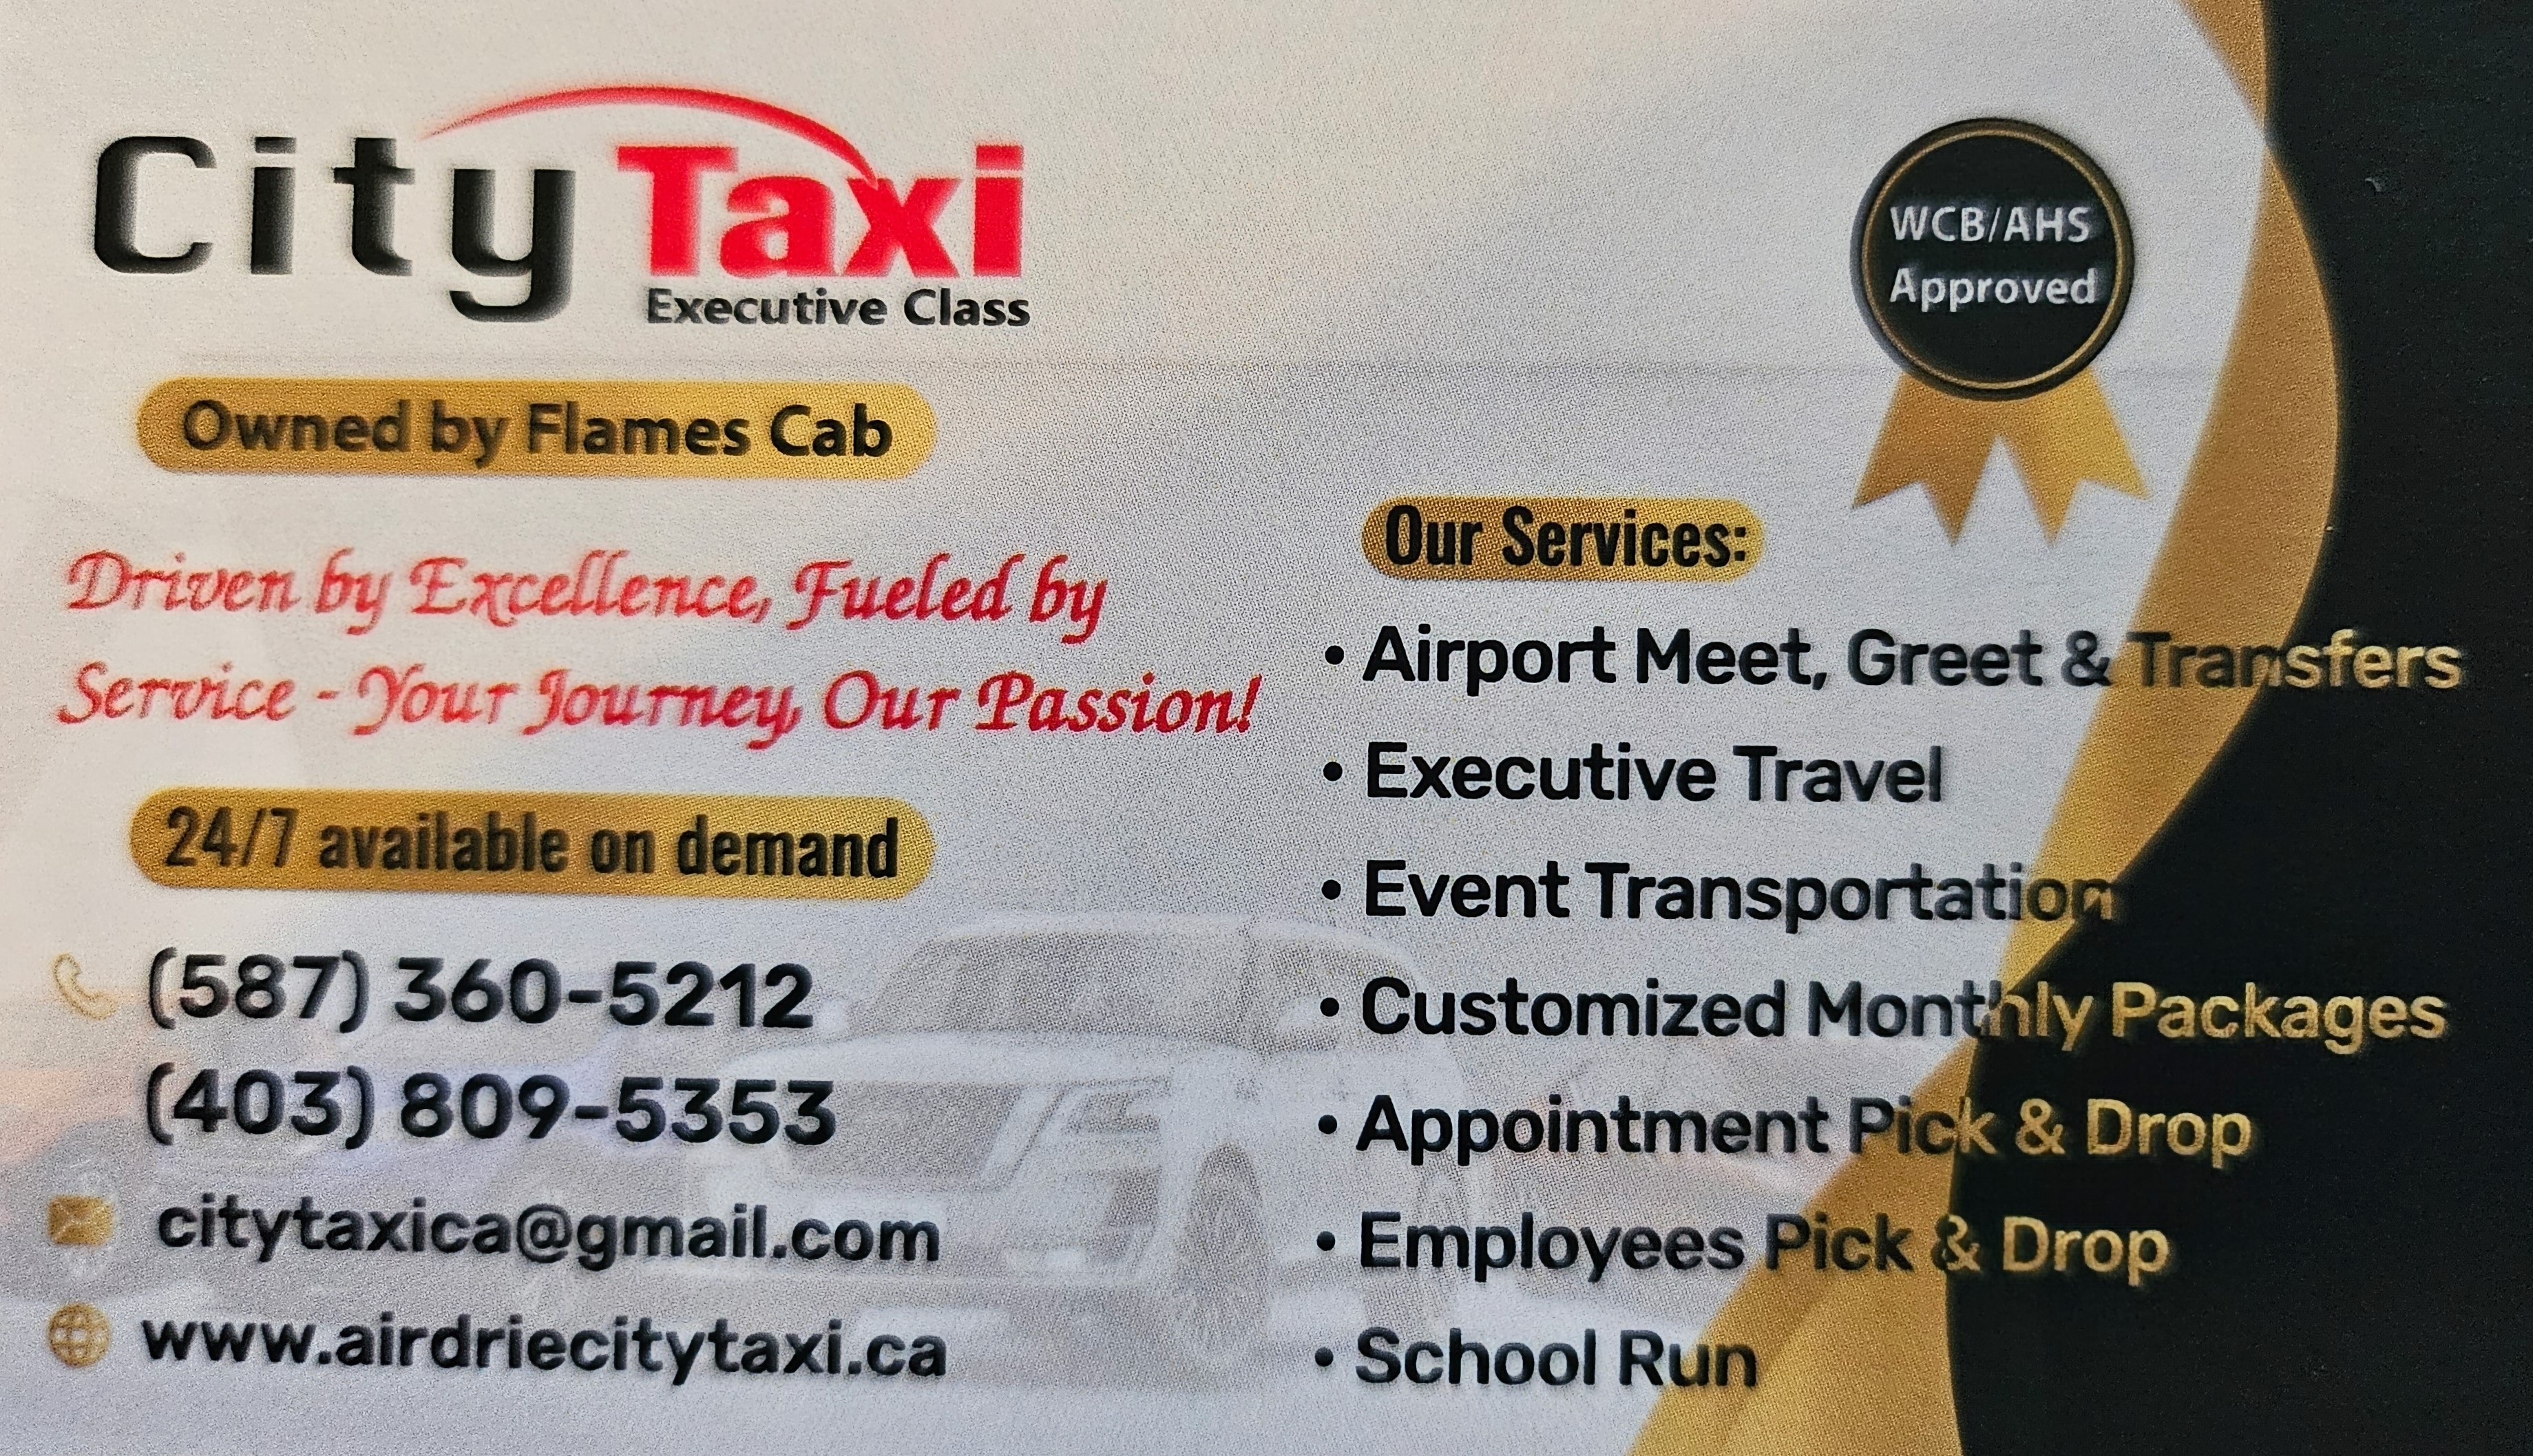 City Taxi
Executive Class
WCB/AHS
Approved
Owned by Flames Cab
Driven by Excellence, Fueled by
Service - Your Journey, Our Passion!
24/7 available on demand
(587) 360-5212
(403) 809-5353
citytaxica@gmail.com
www.airdriecitytaxi.ca
Our Services:
• Airport Meet, Greet & Transfers
• Executive Travel
• Event Transportation
• Customized Monthly Packages
• Appointment Pick & Drop
• Employees Pick & Drop
• School Run